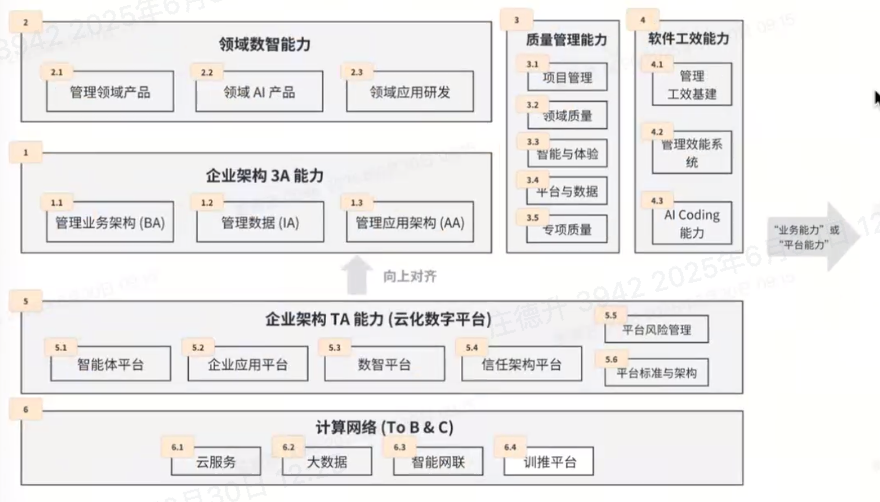 2
领域数智能力
2.1
管理领域产品
2.2
领域 AI 产品
2.3
领域应用研发
3
质量管理能力
3.1
项目管理
3.2
领域质量
3.3
智能与体验
3.4
平台与数据
3.5
专项质量
4
软件工效能力
4.1
管理
工效基建
4.2
管理效能系
统
4.3
AI Coding
能力
1
企业架构 3A 能力
1.1
管理业务架构 (BA)
1.2
管理数据 (IA)
1.3
管理应用架构 (AA)
“业务能力”或
“平台能力”
向上对齐
5
企业架构 TA 能力 (云化数字平台)
5.1
智能体平台
5.2
企业应用平台
5.3
数智平台
5.4
信任架构平台
5.5
平台风险管理
5.6
平台标准与架构
6
计算网络 (To B & C)
6.1
云服务
6.2
大数据
6.3
智能网联
6.4
训推平台
庄德升 3942 2025年6月